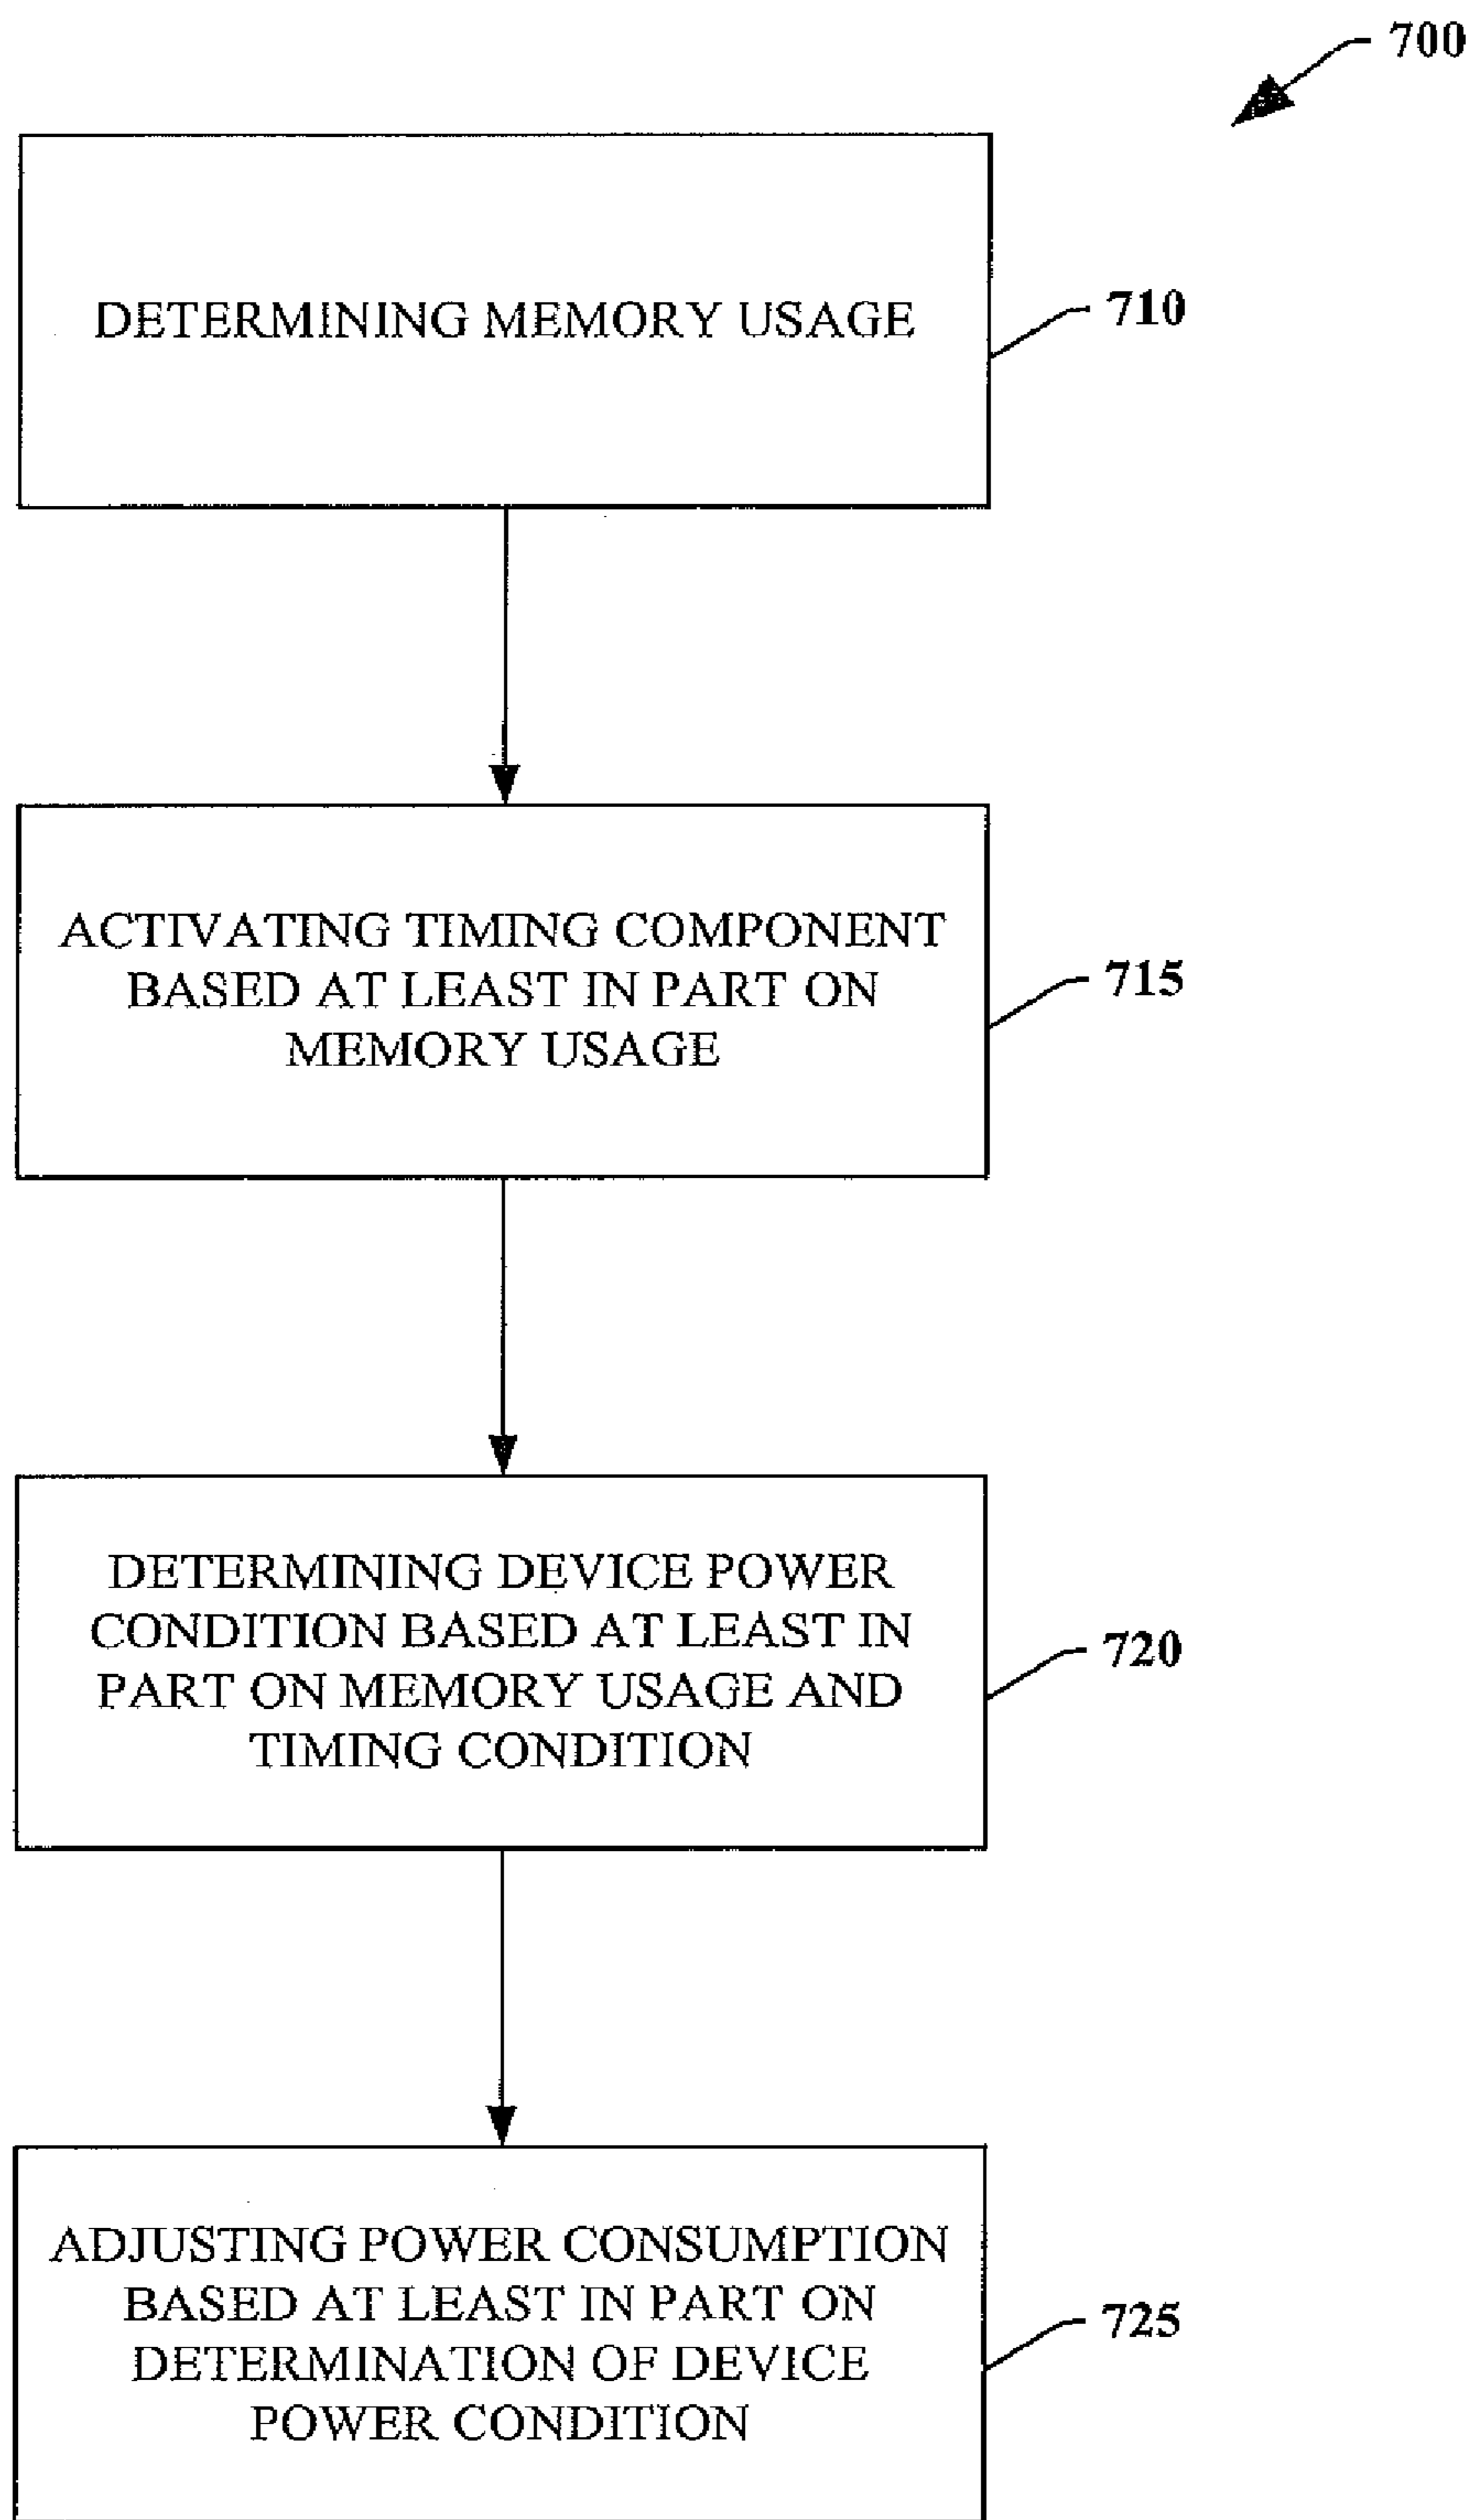 700
DETERMINING MEMORY USAGE
710
ACTIVATING TIMING COMPONENT
BASED AT LEAST IN PART ON
MEMORY USAGE
715
DETERMINING DEVICE POWER
CONDITION BASED AT LEAST IN
PART ON MEMORY USAGE AND
TIMING CONDITION
720
ADJUSTING POWER CONSUMPTION
BASED AT LEAST IN PART ON
DETERMINATION OF DEVICE
POWER CONDITION
725